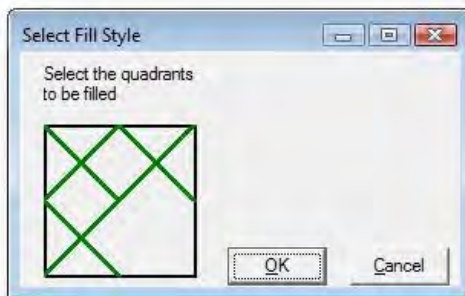 Select Fill Style
Select the quadrants
to be filled
OK
Cancel